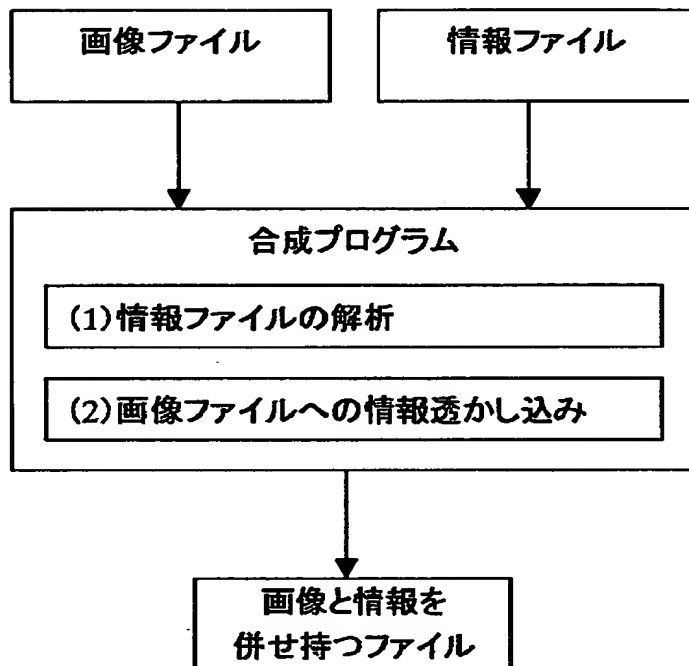 画像ファイル
情報ファイル
合成プログラム
(1)情報ファイルの解析
(2)画像ファイルへの情報透かし込み
画像と情報を
併せ持つファイル